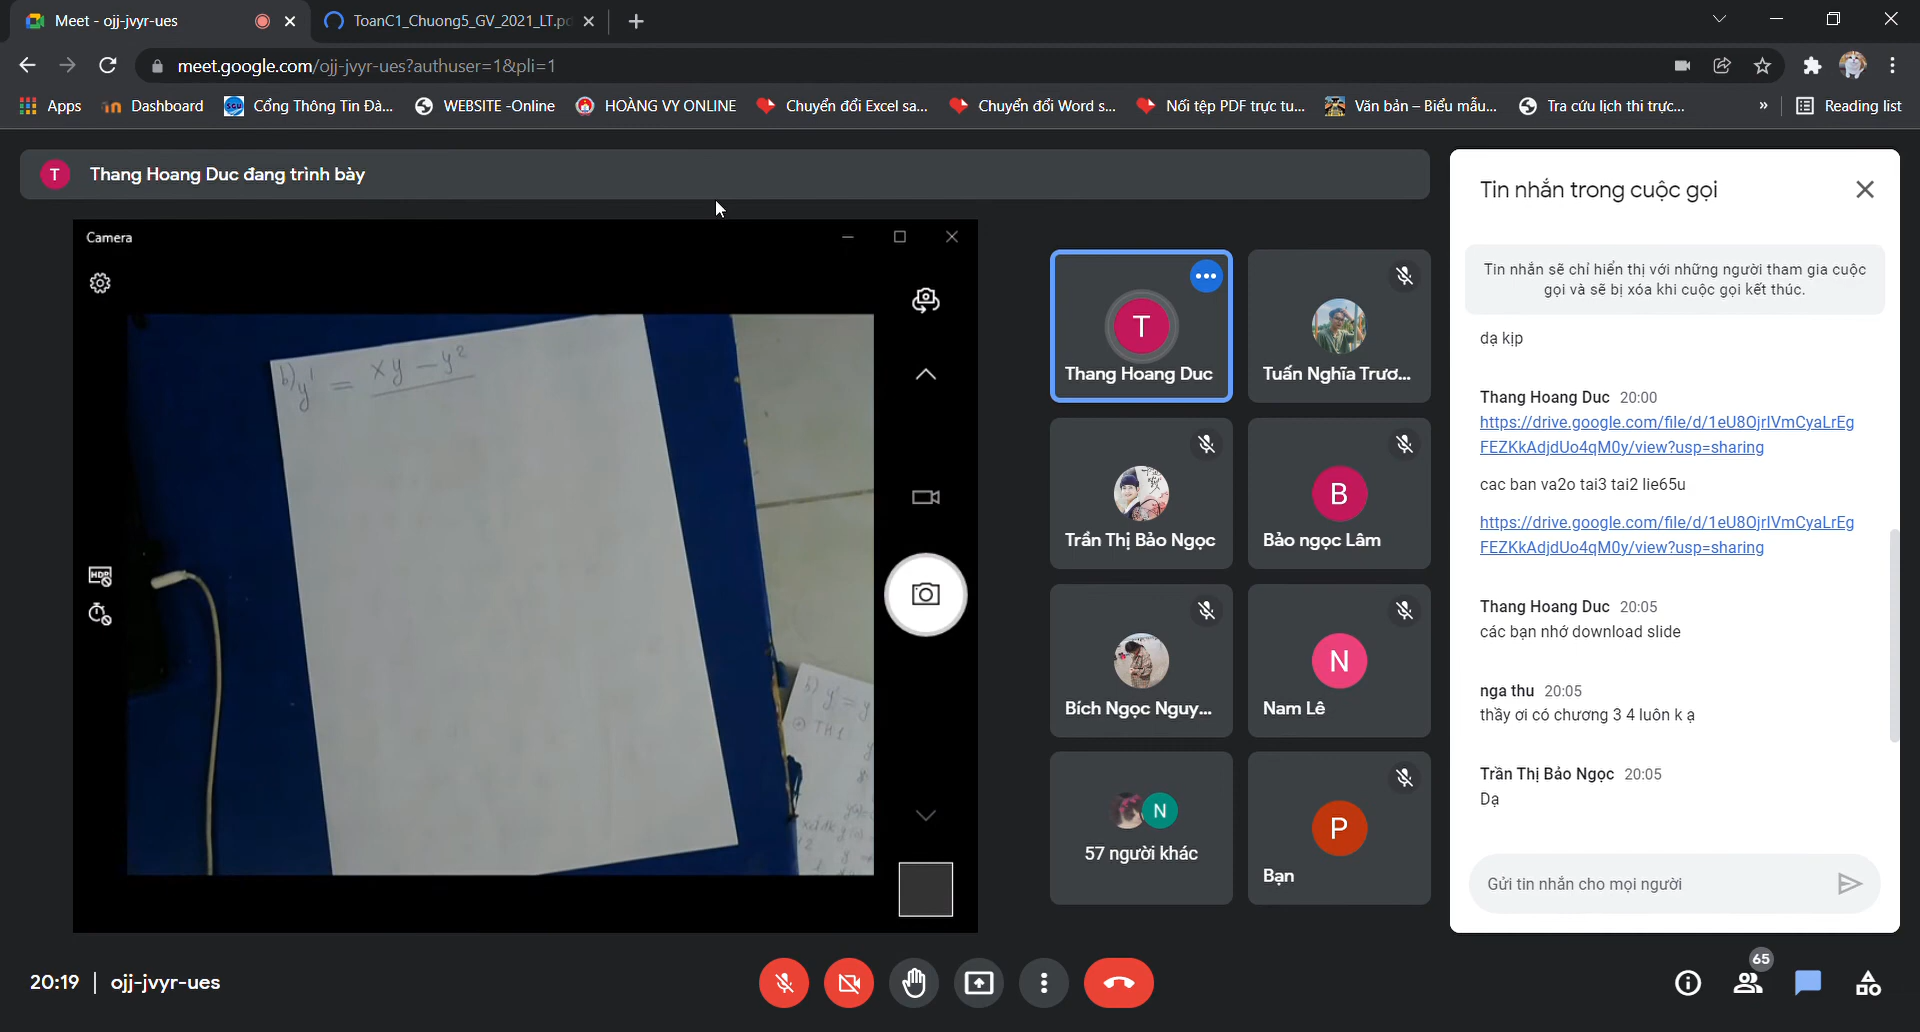 Meet - ojj-jvyr-ues
ToanC1_Chuong5_GV_2021_LT.pd
meet.google.com/ojj-jvyr-ues?authuser=1&pli=1
Apps
Dashboard
Cổng Thông Tin Đà...
WEBSITE -Online
HOÀNG VY ONLINE
Chuyển đổi Excel sa...
Chuyển đổi Word s...
Nối tệp PDF trực tu...
Văn bản – Biểu mẫu...
Tra cứu lịch thi trực...
»
Reading list
T
Thang Hoang Duc đang trình bày
Camera
b) y' = xy - y²
b) y' = y
TH1
HDR
T
Thang Hoang Duc
Tuấn Nghĩa Trươ...
Trần Thị Bảo Ngọc
B
Bảo ngọc Lâm
Bích Ngọc Nguy...
N
Nam Lê
N
57 người khác
P
Bạn
Tin nhắn trong cuộc gọi
Tin nhắn sẽ chỉ hiển thị với những người tham gia cuộc
gọi và sẽ bị xóa khi cuộc gọi kết thúc.
dạ kịp
Thang Hoang Duc 20:00
https://drive.google.com/file/d/1eU8OjrlVmCyaLrEg
FEZKkAdjdUo4qM0y/view?usp=sharing
cac ban va2o tai3 tai2 lie65u
https://drive.google.com/file/d/1eU8OjrlVmCyaLrEg
FEZKkAdjdUo4qM0y/view?usp=sharing
Thang Hoang Duc 20:05
các bạn nhớ download slide
nga thu 20:05
thầy ơi có chương 3 4 luôn k ạ
Trần Thị Bảo Ngọc 20:05
Dạ
Gửi tin nhắn cho mọi người
20:19 | ojj-jvyr-ues
65